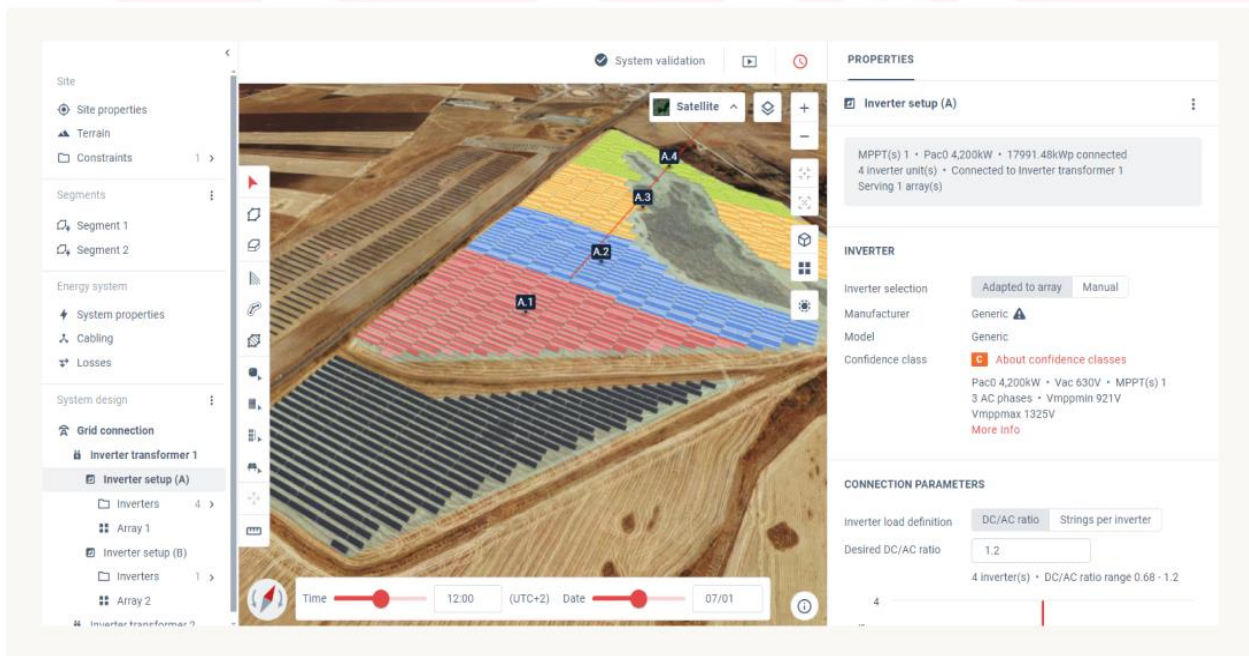 Site
Site properties
Terrain
Constraints 1
Segments
Segment 1
Segment 2
Energy system
System properties
Cabling
Losses
System design
Grid connection
Inverter transformer 1
Inverter setup (A)
Inverters 4
Array 1
Inverter setup (B)
Inverters 1
Array 2
Inverter transformer 2
System validation
Satellite
A.4
A.3
A.2
A.1
Time 12:00 (UTC+2) Date 07/01
PROPERTIES
Inverter setup (A)
MPPT(s) 1 • Pac0 4,200kW • 17991.48kWp connected
4 inverter unit(s) • Connected to Inverter transformer 1
Serving 1 array(s)
INVERTER
Inverter selection Adapted to array Manual
Manufacturer Generic
Model Generic
Confidence class C About confidence classes
Pac0 4,200kW • Vac 630V • MPPT(s) 1
3 AC phases • Vmppmin 921V
Vmppmax 1325V
More Info
CONNECTION PARAMETERS
Inverter load definition DC/AC ratio Strings per inverter
Desired DC/AC ratio 1.2
4 inverter(s) • DC/AC ratio range 0.68 - 1.2
4